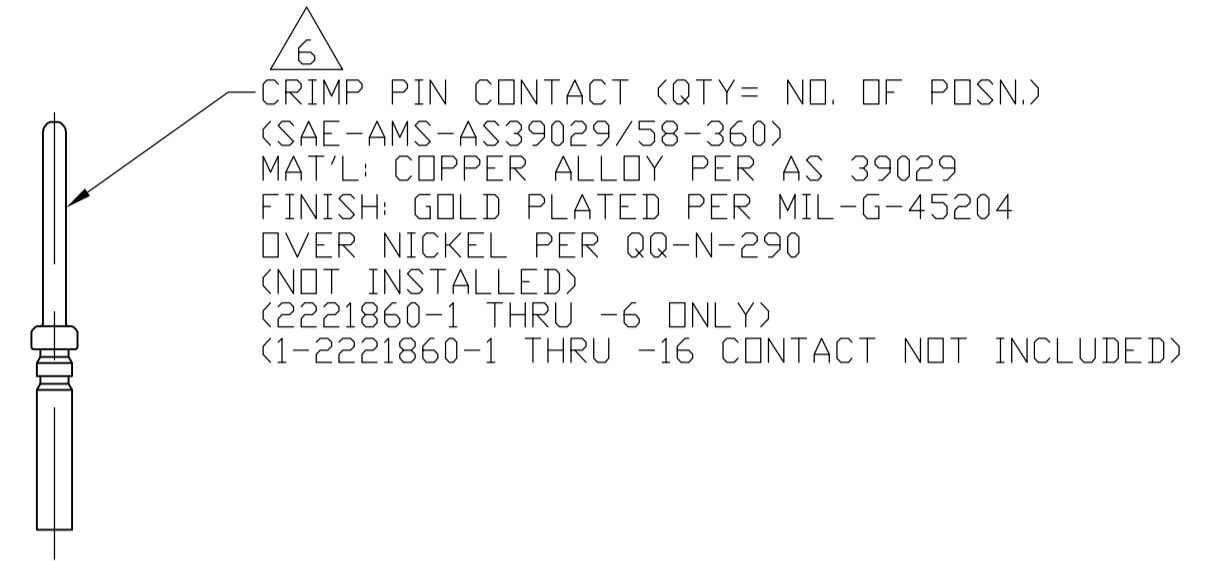 6
CRIMP PIN CONTACT (QTY= NO. OF POSN.)
(SAE-AMS-AS39029/58-360)
MAT'L: COPPER ALLOY PER AS 39029
FINISH: GOLD PLATED PER MIL-G-45204
OVER NICKEL PER QQ-N-290
(NOT INSTALLED)
(2221860-1 THRU -6 ONLY)
(1-2221860-1 THRU -16 CONTACT NOT INCLUDED)